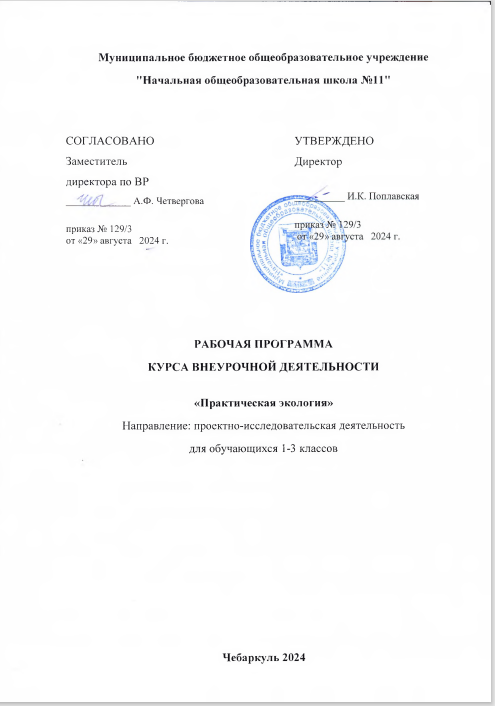 Муниципальное бюджетное общеобразовательное учреждение
"Начальная общеобразовательная школа №11"
СОГЛАСОВАНО
Заместитель
директора по ВР
____________ А.Ф. Четвергова
приказ № 129/3
от «29» августа 2024 г.
УТВЕРЖДЕНО
Директор
И.К. Поплавская
приказ № 129/3
от «29» августа 2024 г.
РАБОЧАЯ ПРОГРАММА
КУРСА ВНЕУРОЧНОЙ ДЕЯТЕЛЬНОСТИ
«Практическая экология»
Направление: проектно-исследовательская деятельность
для обучающихся 1-3 классов
Чебаркуль 2024